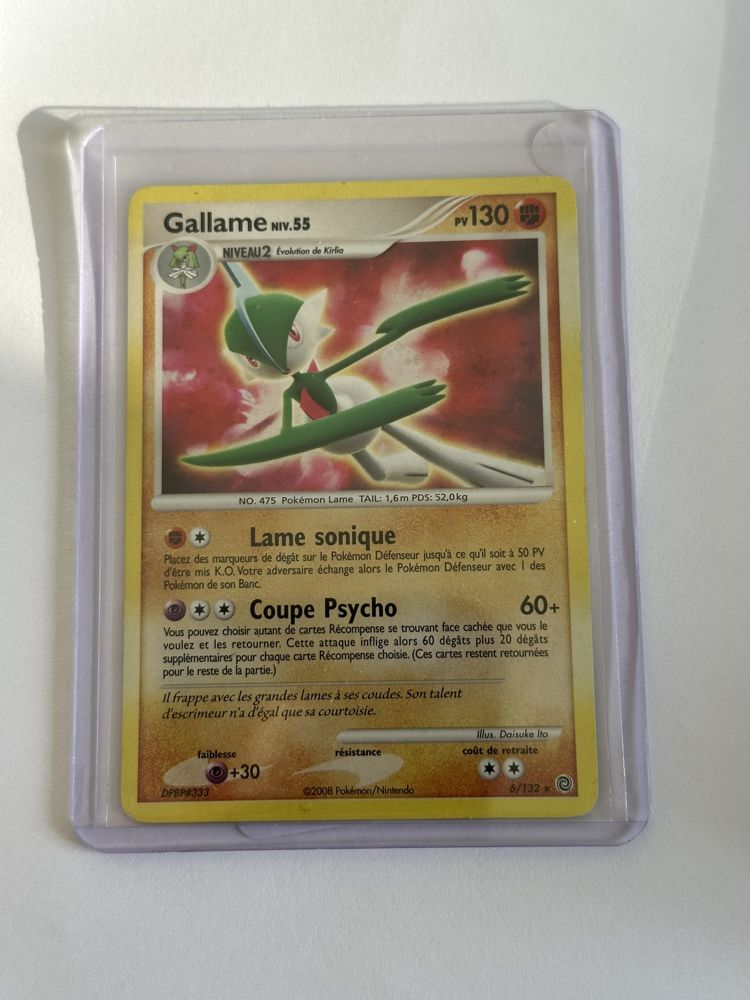 Gallame NIV.55
PV 130
NIVEAU 2 Évolution de Kirlia
NO. 475 Pokémon Lame TAIL: 1,6 m PDS: 52,0 kg
Lame sonique
Placez des marqueurs de dégât sur le Pokémon Défenseur jusqu'à ce qu'il soit à 50 PV
d'être mis K.O. Votre adversaire échange alors le Pokémon Défenseur avec 1 des
Pokémon de son Banc.
Coupe Psycho 60+
Vous pouvez choisir autant de cartes Récompense se trouvant face cachée que vous le
voulez et les retourner. Cette attaque inflige alors 60 dégâts plus 20 dégâts
supplémentaires pour chaque carte Récompense choisie. (Ces cartes restent retournées
pour le reste de la partie.)
Il frappe avec les grandes lames à ses coudes. Son talent
d'escrimeur n'a d'égal que sa courtoisie.
Illus. Daisuke Ito
faiblesse résistance coût de retraite
+30
DPBP#333 ©2008 Pokémon/Nintendo 6/132 ★